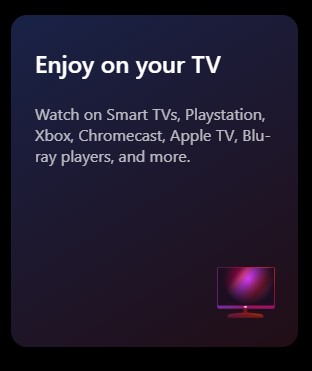 Enjoy on your TV
Watch on Smart TVs, Playstation,
Xbox, Chromecast, Apple TV, Blu-
ray players, and more.